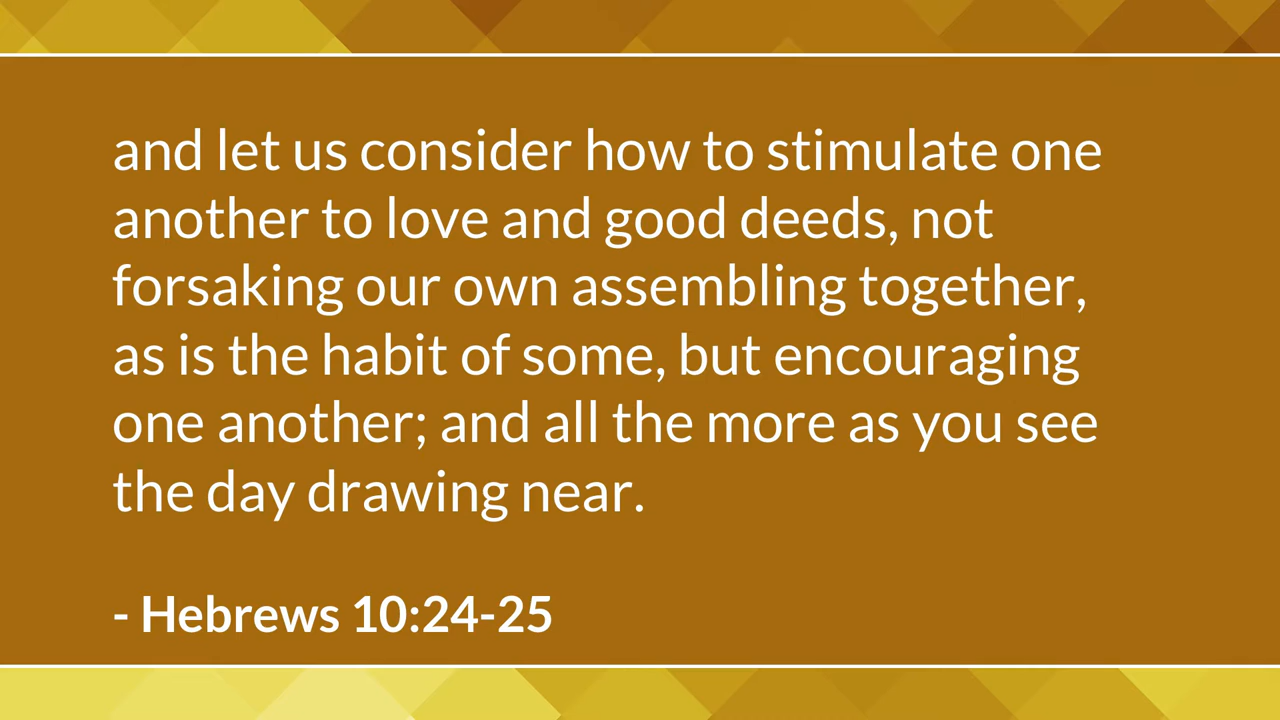 and let us consider how to stimulate one
another to love and good deeds, not
forsaking our own assembling together,
as is the habit of some, but encouraging
one another; and all the more as you see
the day drawing near.
- Hebrews 10:24-25